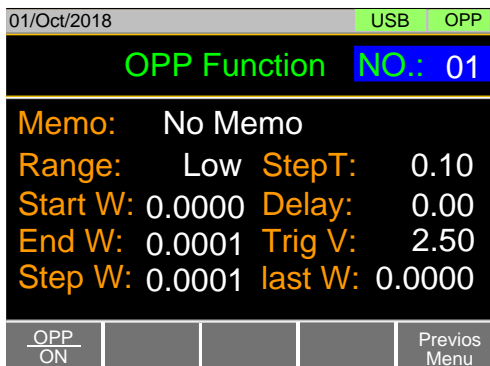 01/Oct/2018 USB OPP
OPP Function NO.: 01
Memo: No Memo
Range: Low StepT: 0.10
Start W: 0.0000 Delay: 0.00
End W: 0.0001 Trig V: 2.50
Step W: 0.0001 last W: 0.0000
OPP Previos
ON Menu